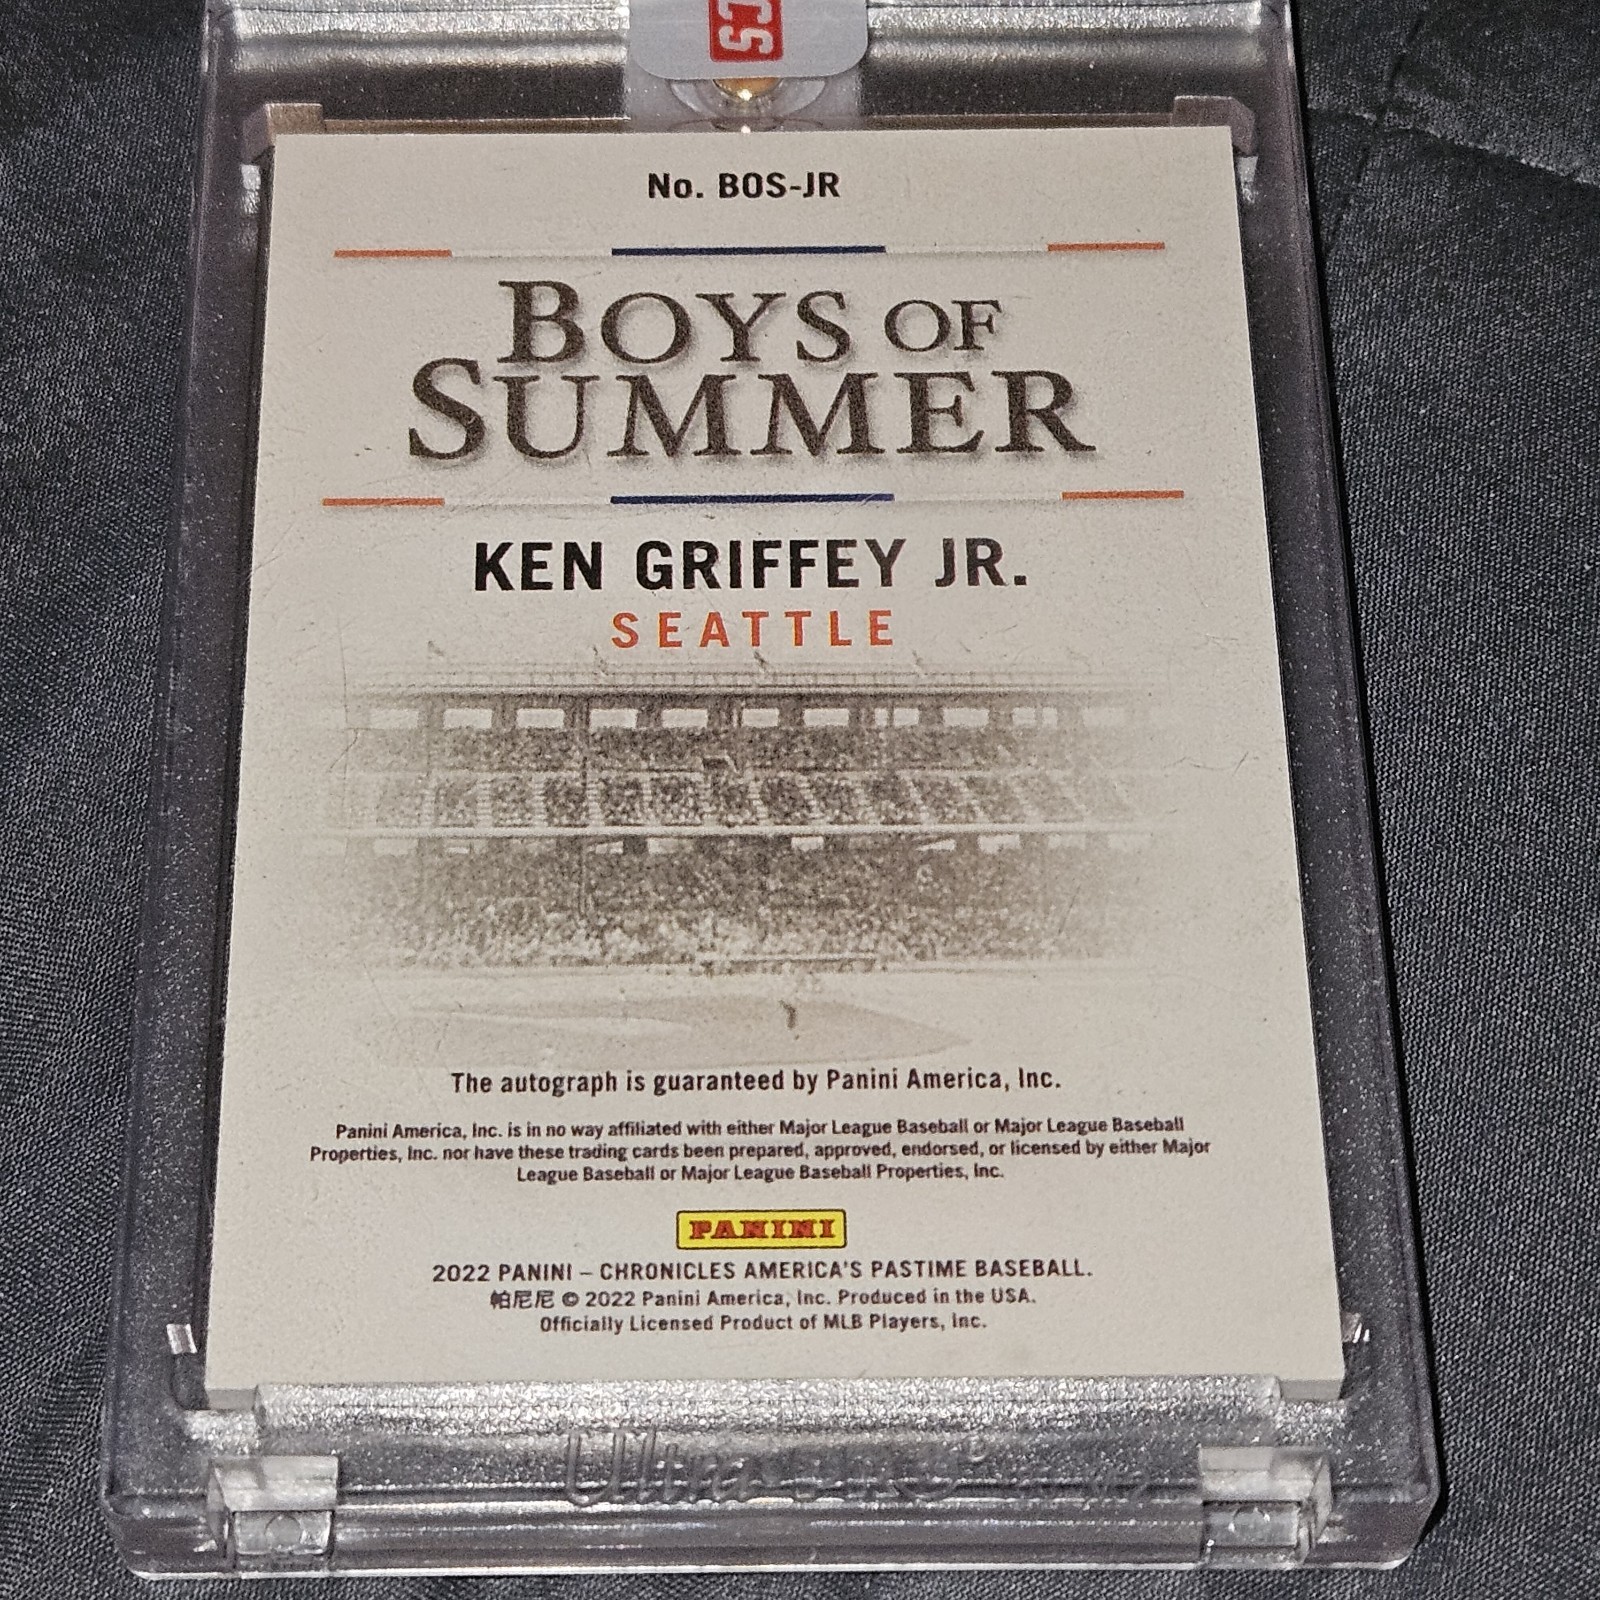 No. BOS-JR
BOYS OF
SUMMER
KEN GRIFFEY JR.
SEATTLE
The autograph is guaranteed by Panini America, Inc.
Panini America, Inc. is in no way affiliated with either Major League Baseball or Major League Baseball
Properties, Inc. nor have these trading cards been prepared, approved, endorsed, or licensed by either Major
League Baseball or Major League Baseball Properties, Inc.
PANINI
2022 PANINI – CHRONICLES AMERICA'S PASTIME BASEBALL.
帕尼尼 © 2022 Panini America, Inc. Produced in the USA.
Officially Licensed Product of MLB Players, Inc.
Ultra